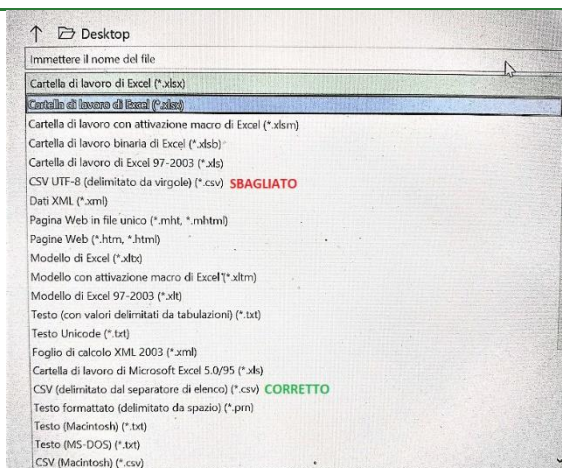 Desktop
Immettere il nome del file
Cartella di lavoro di Excel (*.xlsx)
Cartella di lavoro di Excel (*.xlsx)
Cartella di lavoro con attivazione macro di Excel (*.xlsm)
Cartella di lavoro binaria di Excel (*.xlsb)
Cartella di lavoro di Excel 97-2003 (*.xls)
CSV UTF-8 (delimitato da virgole) (*.csv) SBAGLIATO
Dati XML (*.xml)
Pagina Web in file unico (*.mht, *.mhtml)
Pagine Web (*.htm, *.html)
Modello di Excel (*.xltx)
Modello con attivazione macro di Excel (*.xltm)
Modello di Excel 97-2003 (*.xlt)
Testo (con valori delimitati da tabulazioni) (*.txt)
Testo Unicode (*.txt)
Foglio di calcolo XML 2003 (*.xml)
Cartella di lavoro di Microsoft Excel 5.0/95 (*.xls)
CSV (delimitato dal separatore di elenco) (*.csv) CORRETTO
Testo formattato (delimitato da spazio) (*.prn)
Testo (Macintosh) (*.txt)
Testo (MS-DOS) (*.txt)
CSV (Macintosh) (*.csv)